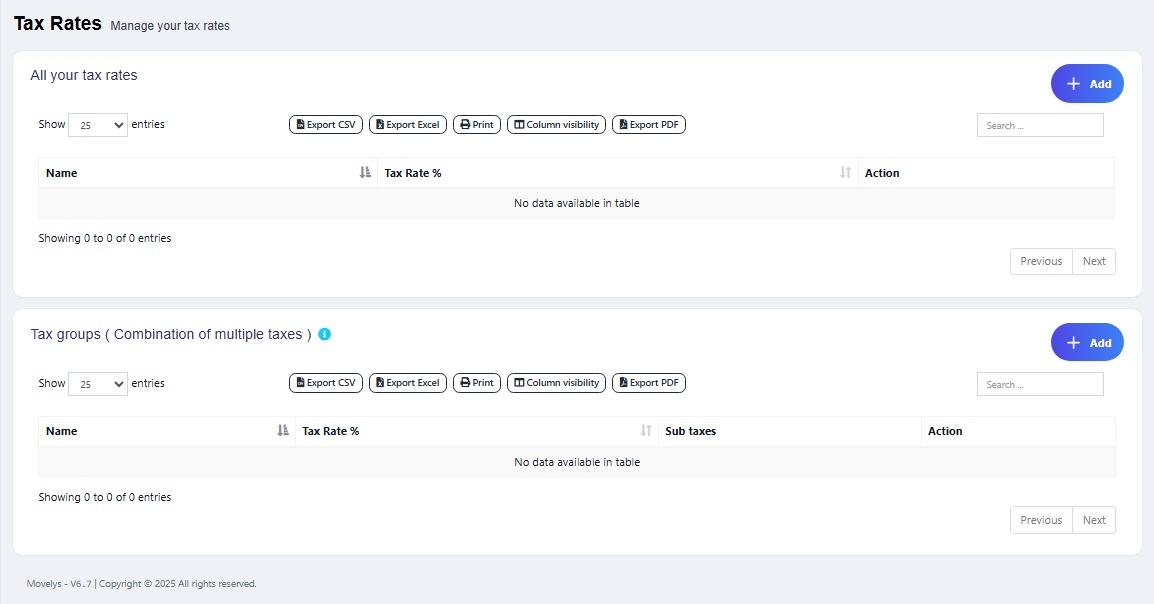 Tax Rates Manage your tax rates
All your tax rates
Add
Show 25 entries
Export CSV Export Excel Print Column visibility Export PDF
Search ...
Name Tax Rate % Action
No data available in table
Showing 0 to 0 of 0 entries
Previous Next
Tax groups ( Combination of multiple taxes )
Add
Show 25 entries
Export CSV Export Excel Print Column visibility Export PDF
Search ...
Name Tax Rate % Sub taxes Action
No data available in table
Showing 0 to 0 of 0 entries
Previous Next
Movelys - V6.7 | Copyright © 2025 All rights reserved.